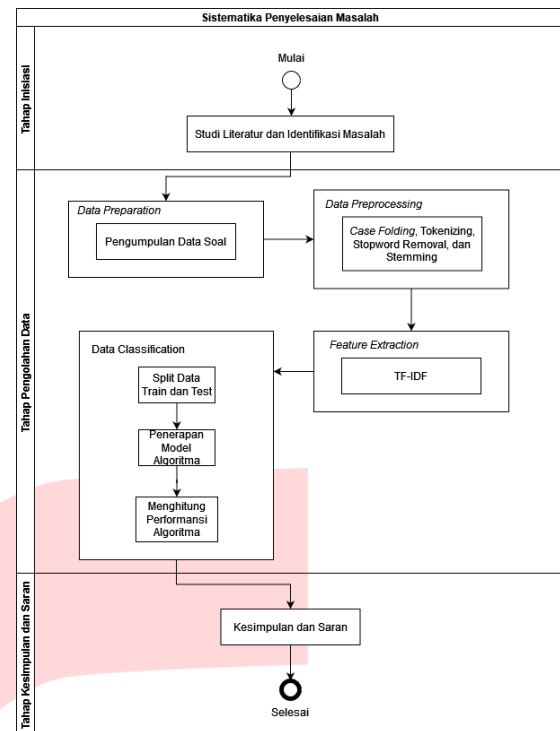 Sistematika Penyelesaian Masalah
Tahap Inisiasi
Mulai
Studi Literatur dan Identifikasi Masalah
Tahap Pengolahan Data
Data Preparation
Pengumpulan Data Soal
Data Preprocessing
Case Folding, Tokenizing,
Stopword Removal, dan
Stemming
Feature Extraction
TF-IDF
Data Classification
Split Data
Train dan Test
Penerapan
Model
Algoritma
Menghitung
Performansi
Algoritma
Tahap Kesimpulan dan Saran
Kesimpulan dan Saran
Selesai